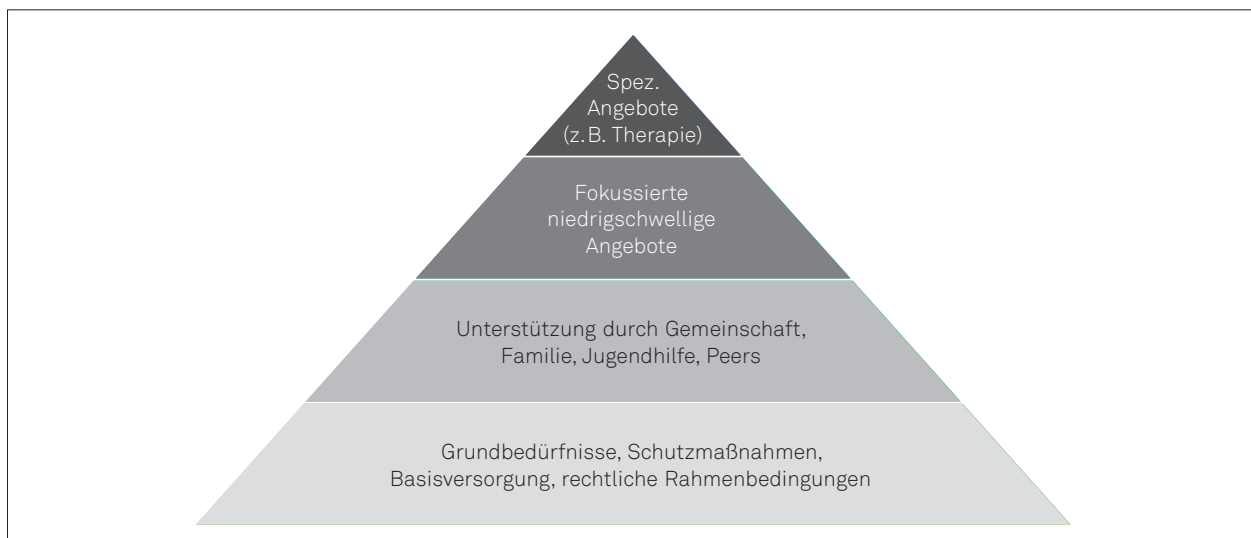 Spez.
Angebote
(z.B. Therapie)
Fokussierte
niedrigschwellige
Angebote
Unterstützung durch Gemeinschaft,
Familie, Jugendhilfe, Peers
Grundbedürfnisse, Schutzmaßnahmen,
Basisversorgung, rechtliche Rahmenbedingungen